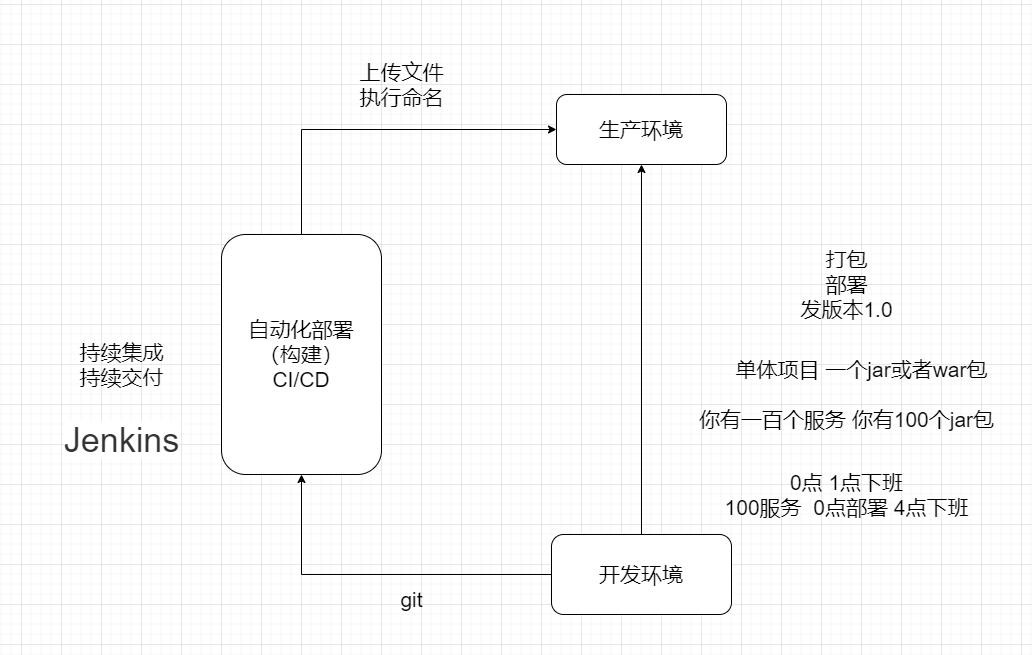 上传文件
执行命名
生产环境
打包
部署
发版本1.0
自动化部署
（构建）
CI/CD
持续集成
持续交付
单体项目 一个jar或者war包
你有一百个服务 你有100个jar包
Jenkins
0点 1点下班
100服务  0点部署 4点下班
开发环境
git